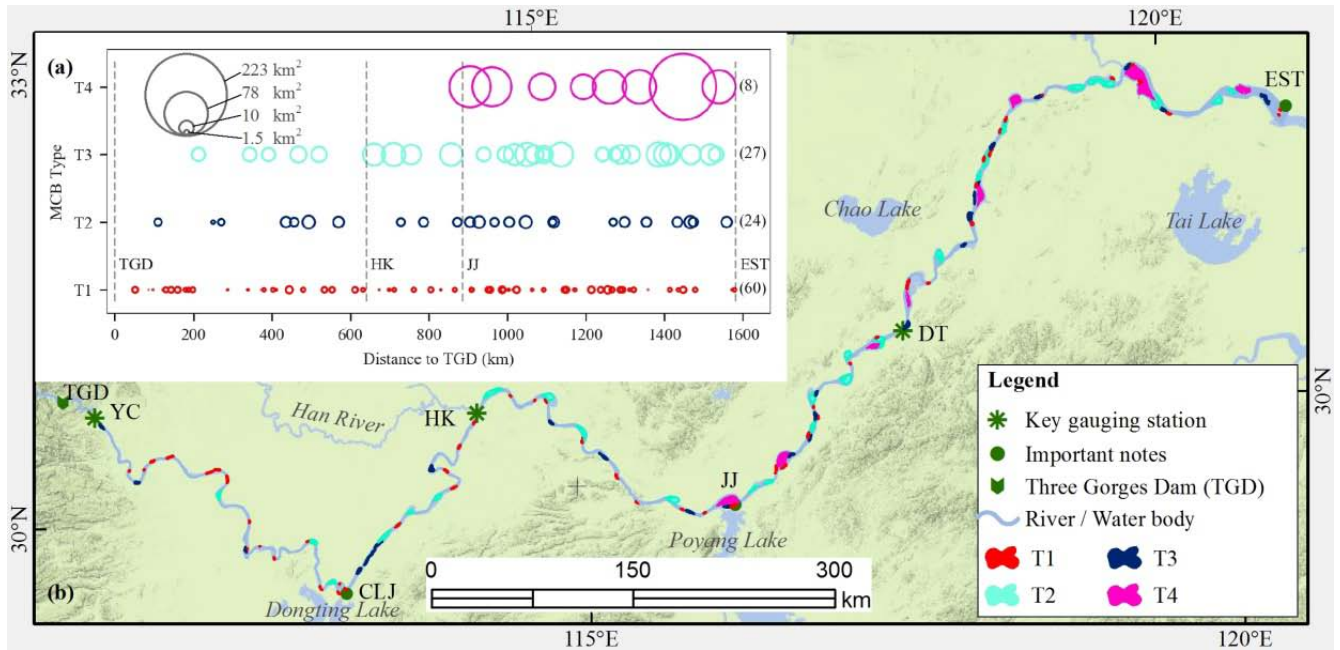 115°E
120°E
33°N
(a)
223 km²
78 km²
10 km²
1.5 km²
MCB Type
T4
(8)
T3
(27)
T2
(24)
TGD
HK
JJ
EST
T1
(60)
0
200
400
600
800
1000
1200
1400
1600
Distance to TGD (km)
EST
Chao Lake
Tai Lake
DT
TGD
YC
Han River
HK
JJ
Poyang Lake
CLJ
Dongting Lake
(b)
30°N
30°N
0
150
300
km
Legend
Key gauging station
Important notes
Three Gorges Dam (TGD)
River / Water body
T1
T3
T2
T4
115°E
120°E